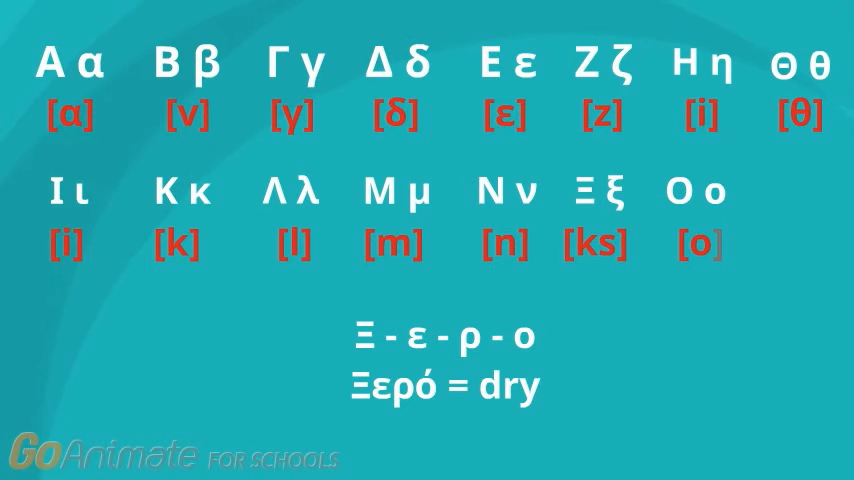 Α α Β β Γ γ Δ δ Ε ε Ζ ζ Η η Θ θ
[α] [v] [γ] [δ] [ε] [z] [i] [θ]
Ι ι Κ κ Λ λ Μ μ Ν ν Ξ ξ Ο ο
[i] [k] [l] [m] [n] [ks] [o]
Ξ - ε - ρ - ο
Ξερό = dry
GoAnimate FOR SCHOOLS